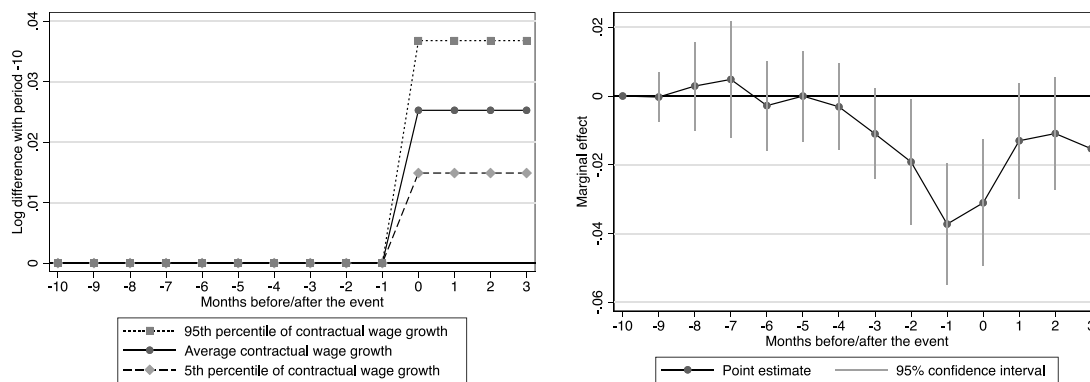 Log difference with period -10
.04
.03
.02
.01
0
-10 -9 -8 -7 -6 -5 -4 -3 -2 -1 0 1 2 3
Months before/after the event
95th percentile of contractual wage growth
Average contractual wage growth
5th percentile of contractual wage growth
Marginal effect
.02
0
-.02
-.04
-.06
-10 -9 -8 -7 -6 -5 -4 -3 -2 -1 0 1 2 3
Months before/after the event
Point estimate 95% confidence interval